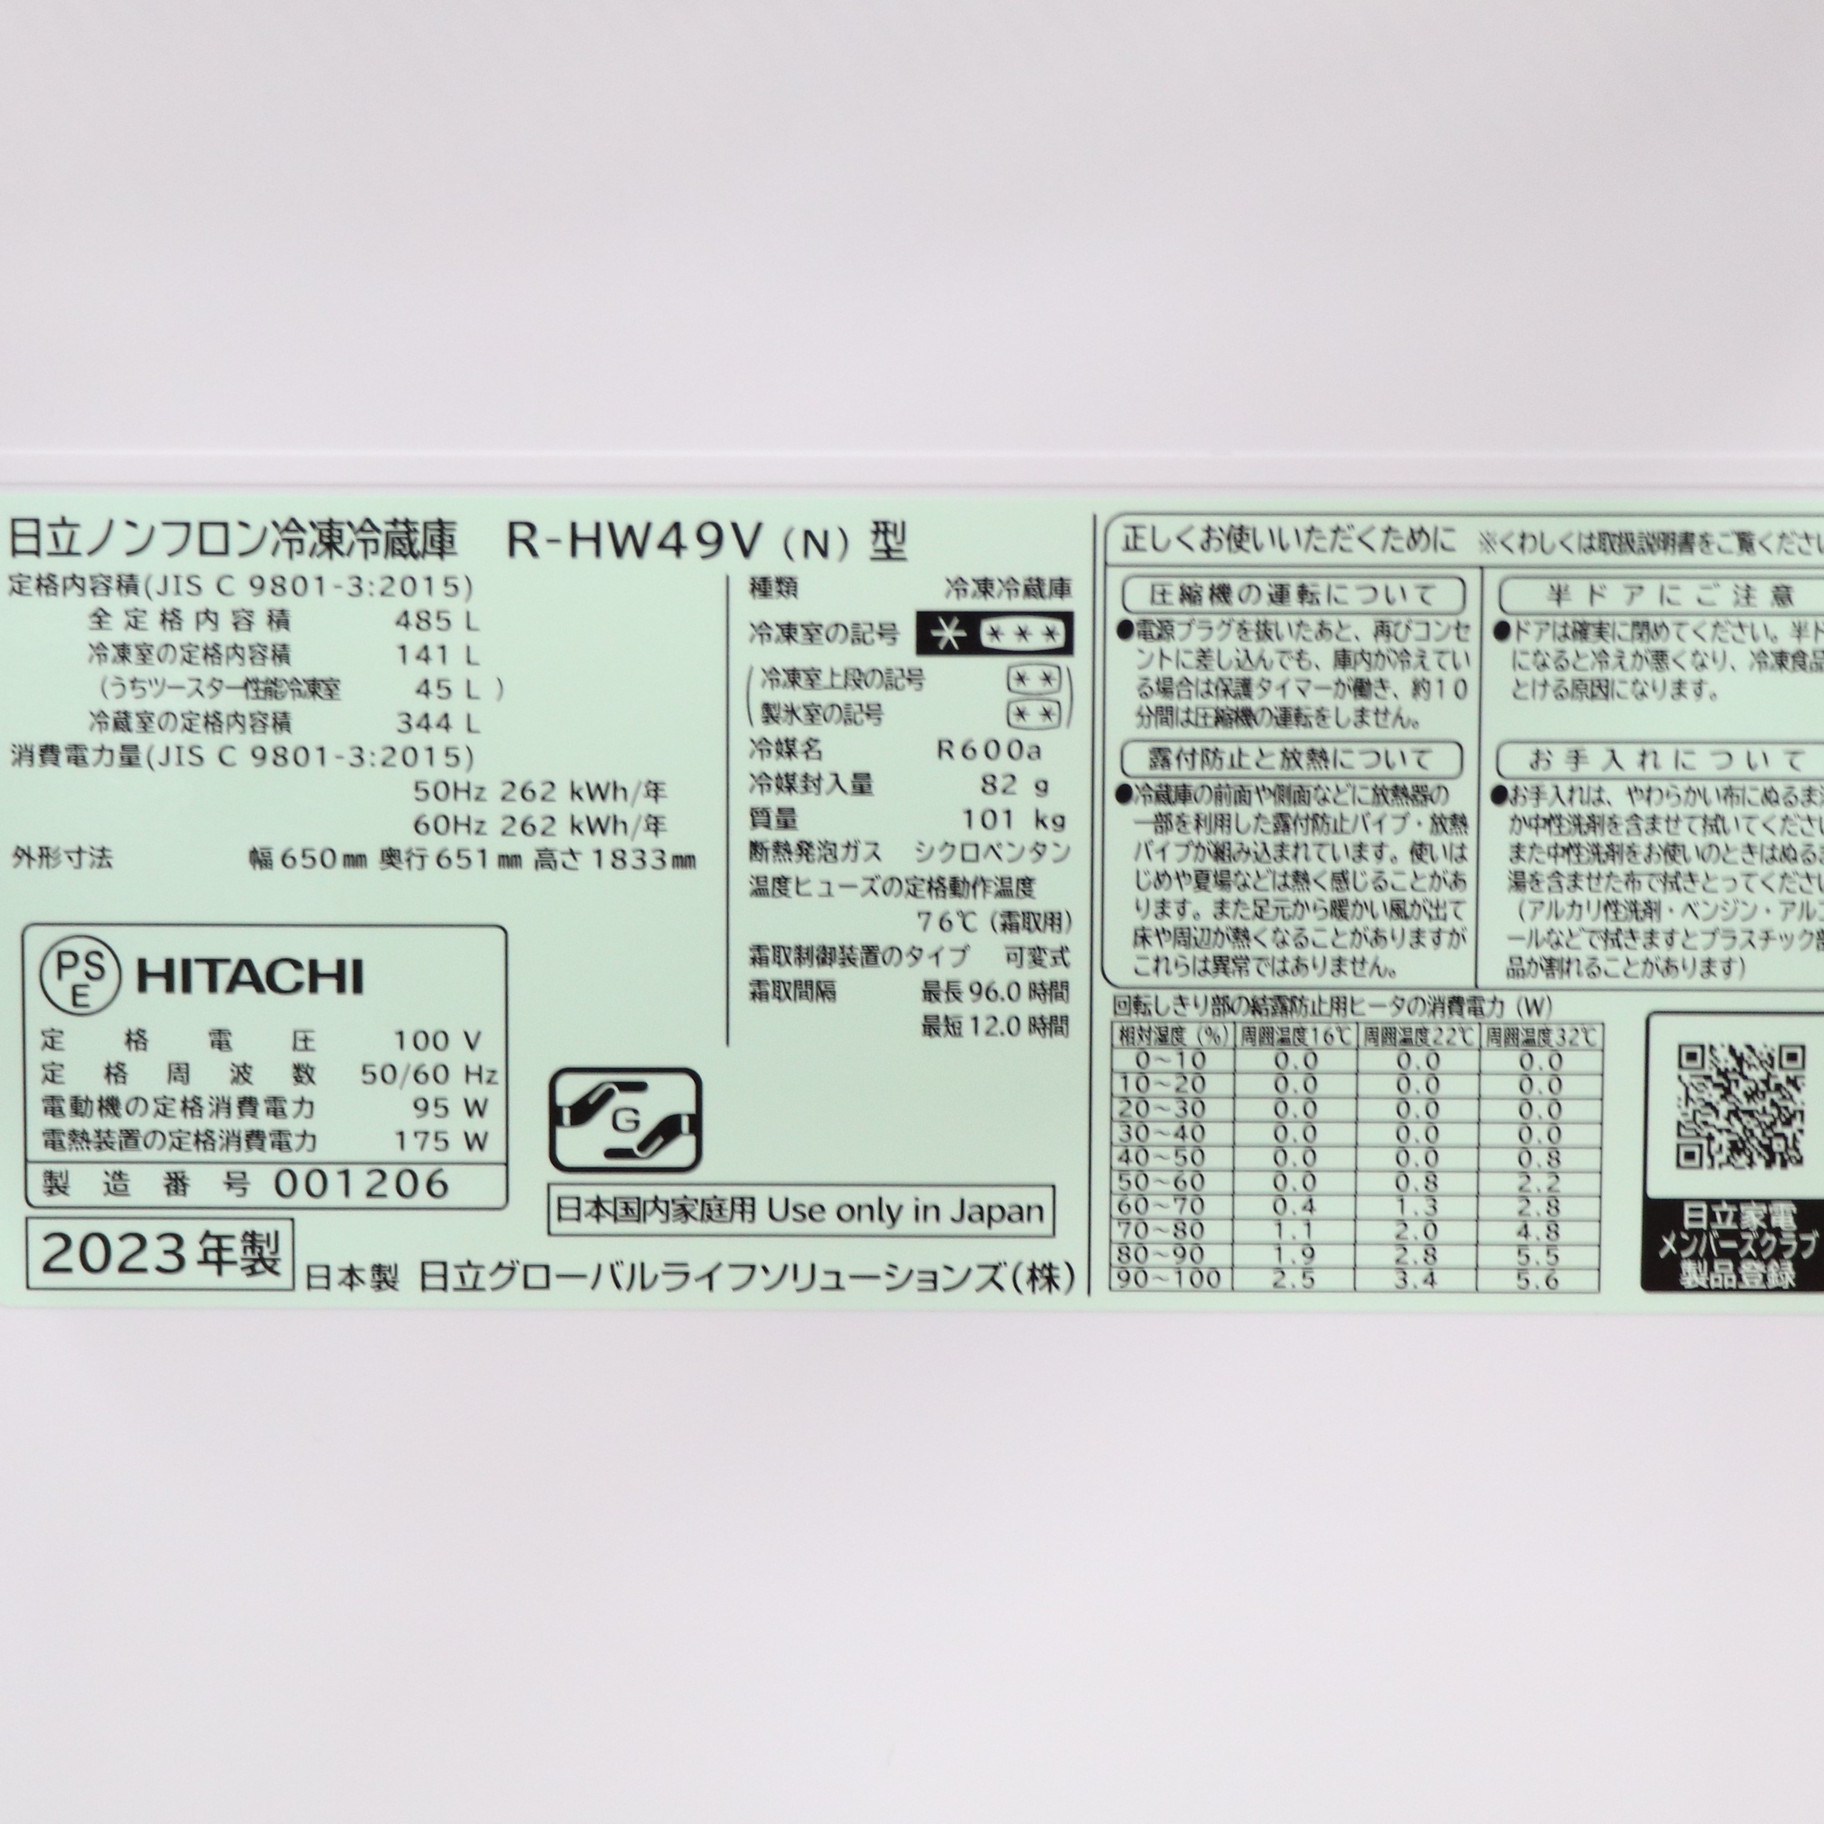 日立ノンフロン冷凍冷蔵庫 R-HW49V (N) 型
定格内容積(JIS C 9801-3:2015)
全定格内容積 485 L
冷凍室の定格内容積 141 L
(うちツースター性能冷凍室 45 L )
冷蔵室の定格内容積 344 L
消費電力量(JIS C 9801-3:2015)
50Hz 262 kWh/年
60Hz 262 kWh/年
外形寸法 幅650㎜ 奥行651㎜ 高さ1833㎜
PSE HITACHI
定格電圧 100 V
定格周波数 50/60 Hz
電動機の定格消費電力 95 W
電熱装置の定格消費電力 175 W
製造番号 001206
2023年製
日本製 日立グローバルライフソリューションズ(株)
種類 冷凍冷蔵庫
冷凍室の記号 * ***
(冷凍室上段の記号 **)
(製氷室の記号 **)
冷媒名 R600a
冷媒封入量 82 g
質量 101 kg
断熱発泡ガス シクロペンタン
温度ヒューズの定格動作温度
76℃ (霜取用)
霜取制御装置のタイプ 可変式
霜取間隔 最長96.0時間
最短12.0時間
G
日本国内家庭用 Use only in Japan
正しくお使いいただくために ※くわしくは取扱説明書をご覧ください
圧縮機の運転について
●電源プラグを抜いたあと、再びコンセ
ントに差し込んでも、庫内が冷えてい
る場合は保護タイマーが働き、約10
分間は圧縮機の運転をしません。
露付防止と放熱について
●冷蔵庫の前面や側面などに放熱器の
一部を利用した露付防止パイプ・放熱
パイプが組み込まれています。使いは
じめや夏場などは熱く感じることがあ
ります。また足元から暖かい風が出て
床や周辺が熱くなることがありますが
これらは異常ではありません。
半ドアにご注意
●ドアは確実に閉めてください。半ド
になると冷えが悪くなり、冷凍食品
とける原因になります。
お手入れについて
●お手入れは、やわらかい布にぬるま
か中性洗剤を含ませて拭いてください
また中性洗剤をお使いのときはぬるま
湯を含ませた布で拭きとってください
(アルカリ性洗剤・ベンジン・アルコ
ールなどで拭きますとプラスチック部
品が割れることがあります)
回転しきり部の結露防止用ヒータの消費電力 (W)
相対湿度 (%) 周囲温度16℃ 周囲温度22℃ 周囲温度32℃
0~10 0.0 0.0 0.0
10~20 0.0 0.0 0.0
20~30 0.0 0.0 0.0
30~40 0.0 0.0 0.0
40~50 0.0 0.0 0.8
50~60 0.0 0.8 2.2
60~70 0.4 1.3 2.8
70~80 1.1 2.0 4.8
80~90 1.9 2.8 5.5
90~100 2.5 3.4 5.6
日立家電
メンバーズクラブ
製品登録